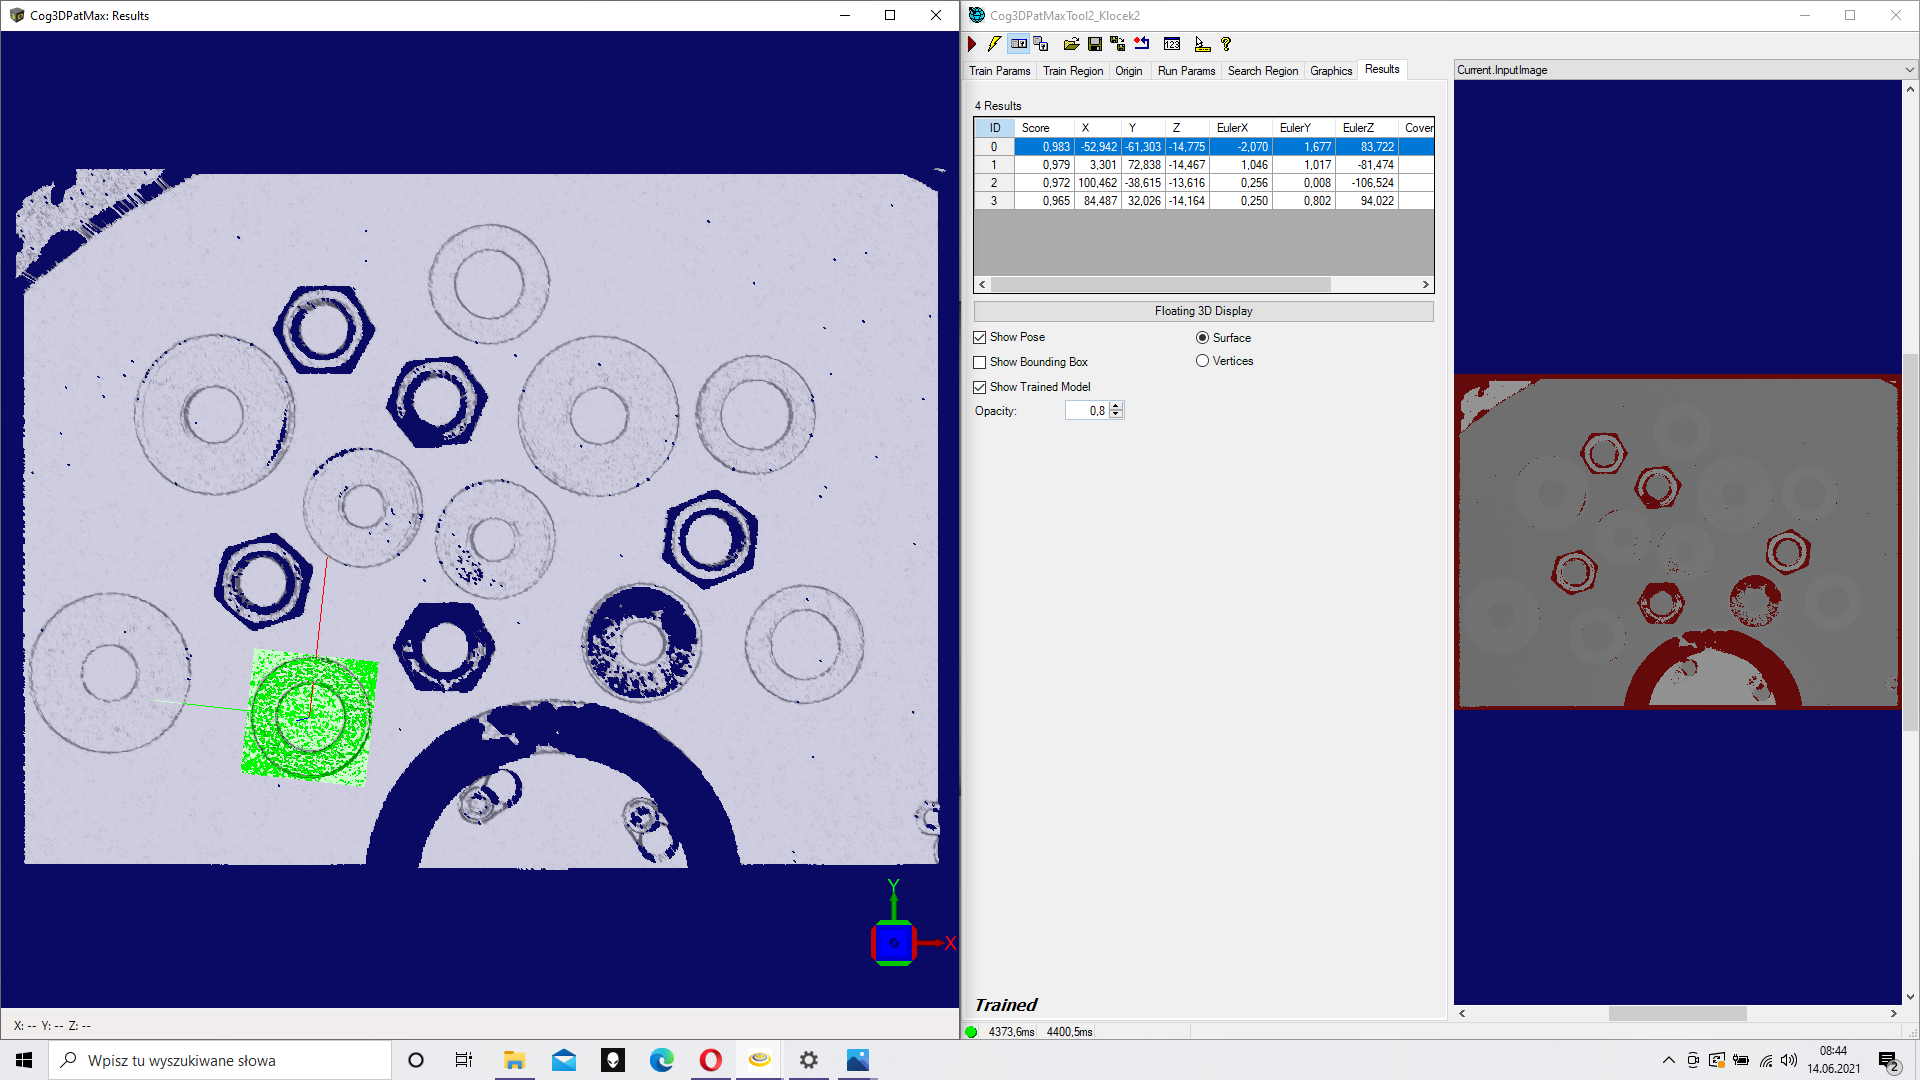 Cog3DPatMax: Results
Y
X
X: -- Y: -- Z: --
Cog3DPatMaxTool2_Klocek2
123
Train Params Train Region Origin Run Params Search Region Graphics Results
4 Results
ID Score X Y Z EulerX EulerY EulerZ Cover
0 0,983 -52,942 -61,303 -14,775 -2,070 1,677 83,722
1 0,979 3,301 72,838 -14,467 1,046 1,017 -81,474
2 0,972 100,462 -38,615 -13,616 0,256 0,008 -106,524
3 0,965 84,487 32,026 -14,164 0,250 0,802 94,022
Floating 3D Display
Show Pose Surface
Show Bounding Box Vertices
Show Trained Model
Opacity: 0,8
Trained
4373,6ms 4400,5ms
Current.InputImage
Wpisz tu wyszukiwane słowa
08:44
14.06.2021
2